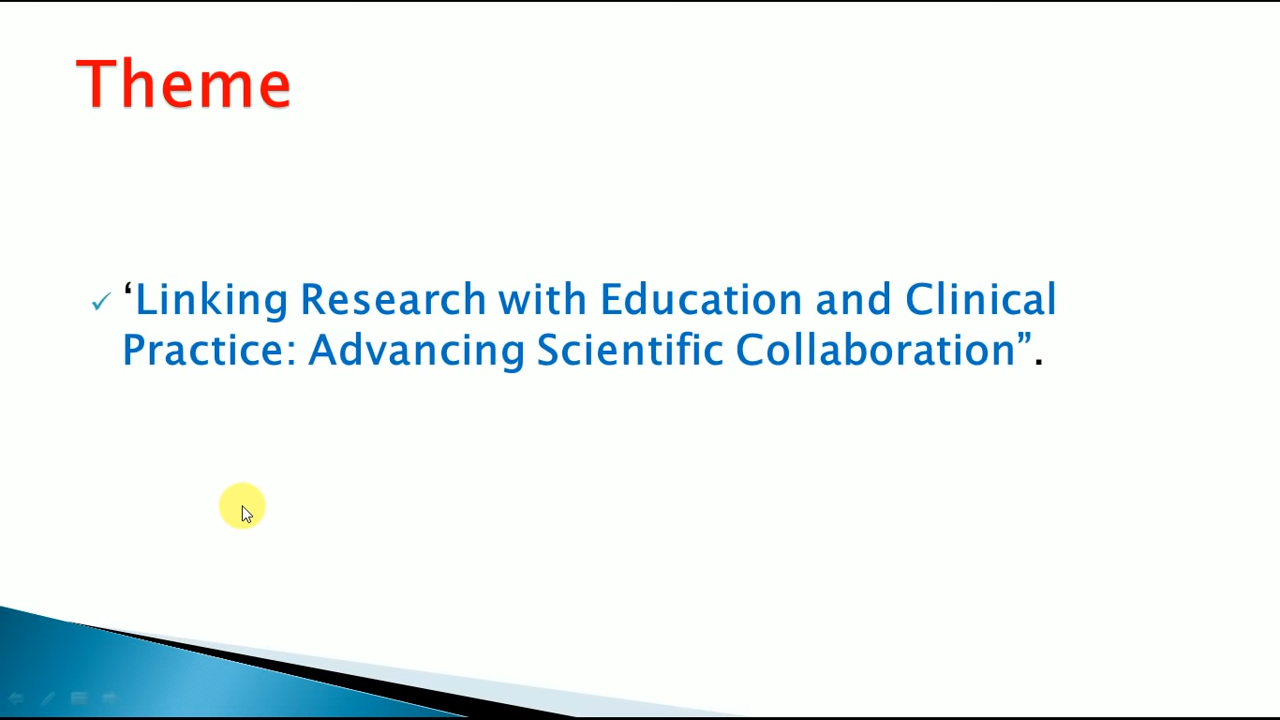 Theme
‘Linking Research with Education and Clinical
Practice: Advancing Scientific Collaboration”.